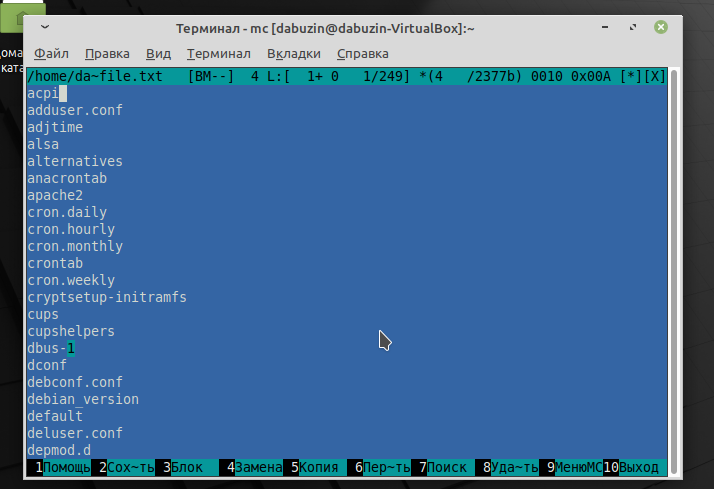 Терминал - mc [dabuzin@dabuzin-VirtualBox]:~
Файл Правка Вид Терминал Вкладки Справка
/home/da~file.txt [BM--] 4 L:[ 1+ 0 1/249] *(4 /2377b) 0010 0x00A [*][X]
acpi
adduser.conf
adjtime
alsa
alternatives
anacrontab
apache2
cron.daily
cron.hourly
cron.monthly
crontab
cron.weekly
cryptsetup-initramfs
cups
cupshelpers
dbus-1
dconf
debconf.conf
debian_version
default
deluser.conf
depmod.d
1Помощь 2Сох~ть 3Блок 4Замена 5Копия 6Пер~ть 7Поиск 8Уда~ть 9МенюMC 10Выход